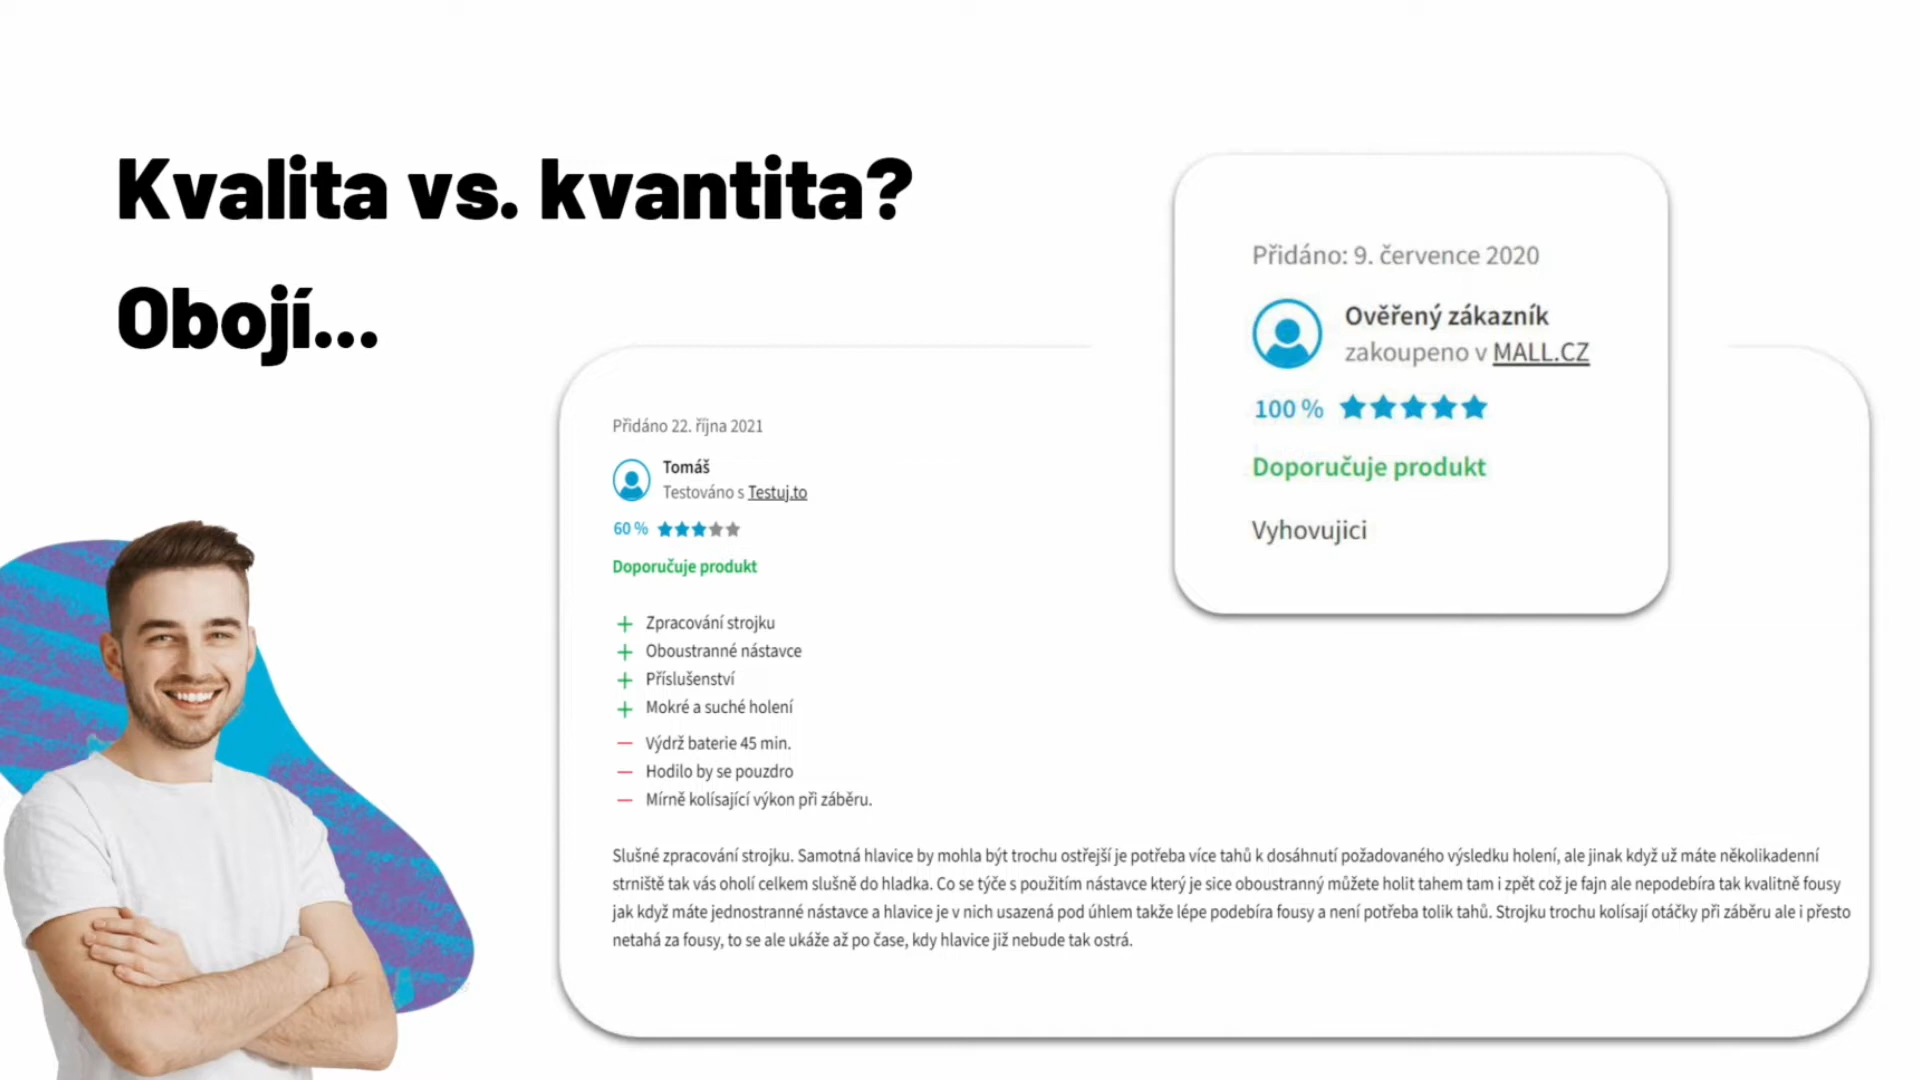 Kvalita vs. kvantita?
Obojí...
Přidáno: 9. července 2020
Ověřený zákazník
zakoupeno v MALL.CZ
100 %
Doporučuje produkt
Vyhovujici
Přidáno 22. října 2021
Tomáš
Testováno s Testuj.to
60 %
Doporučuje produkt
+ Zpracování strojku
+ Oboustranné nástavce
+ Příslušenství
+ Mokré a suché holení
— Výdrž baterie 45 min.
— Hodilo by se pouzdro
— Mírně kolísající výkon při záběru.
Slušné zpracování strojku. Samotná hlavice by mohla být trochu ostřejší je potřeba více tahů k dosáhnutí požadovaného výsledku holení, ale jinak když už máte několikadenní
strniště tak vás oholí celkem slušně do hladka. Co se týče s použitím nástavce který je sice oboustranný můžete holit tahem tam i zpět což je fajn ale nepodebíra tak kvalitně fousy
jak když máte jednostranné nástavce a hlavice je v nich usazená pod úhlem takže lépe podebíra fousy a není potřeba tolik tahů. Strojku trochu kolísají otáčky při záběru ale i přesto
netahá za fousy, to se ale ukáže až po čase, kdy hlavice již nebude tak ostrá.